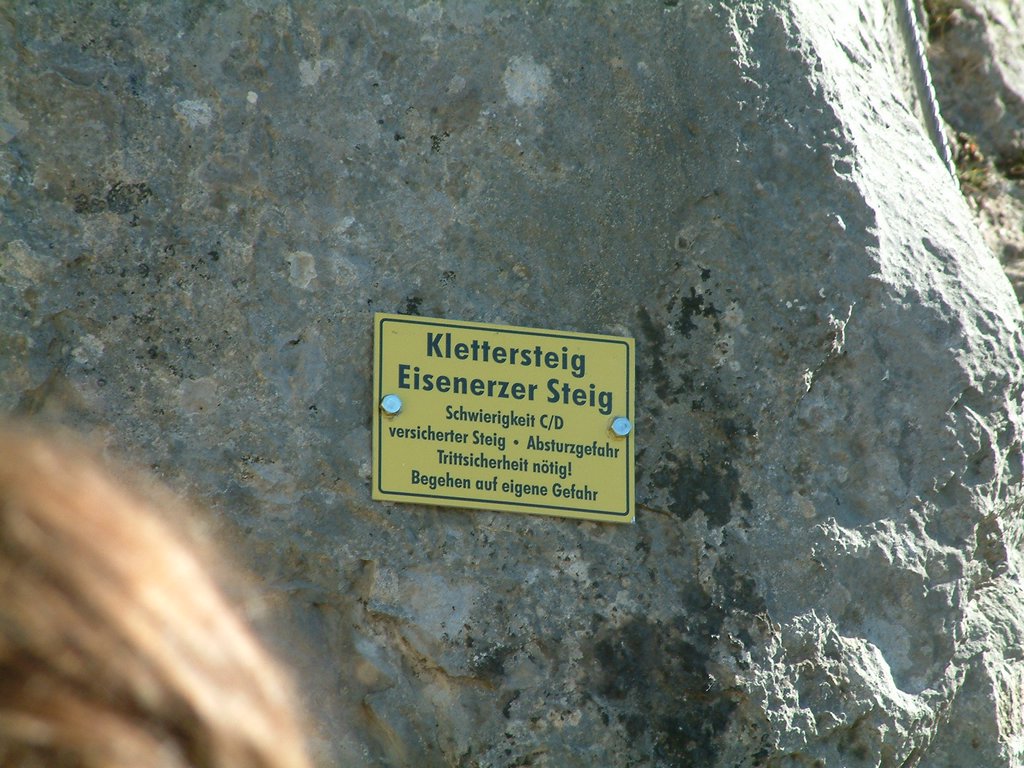 Klettersteig
Eisenerzer Steig
Schwierigkeit C/D
versicherter Steig • Absturzgefahr
Trittsicherheit nötig!
Begehen auf eigene Gefahr